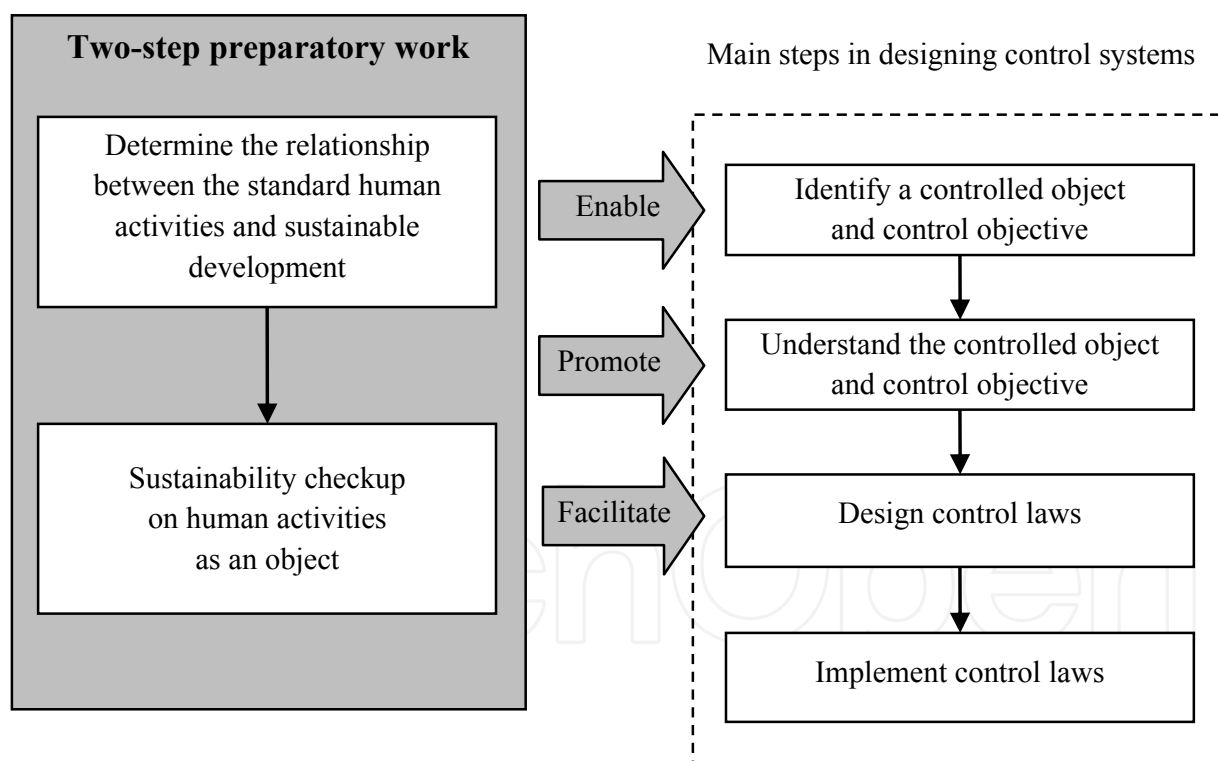 Two-step preparatory work
Determine the relationship
between the standard human
activities and sustainable
development
Sustainability checkup
on human activities
as an object
Enable
Promote
Facilitate
Main steps in designing control systems
Identify a controlled object
and control objective
Understand the controlled object
and control objective
Design control laws
Implement control laws